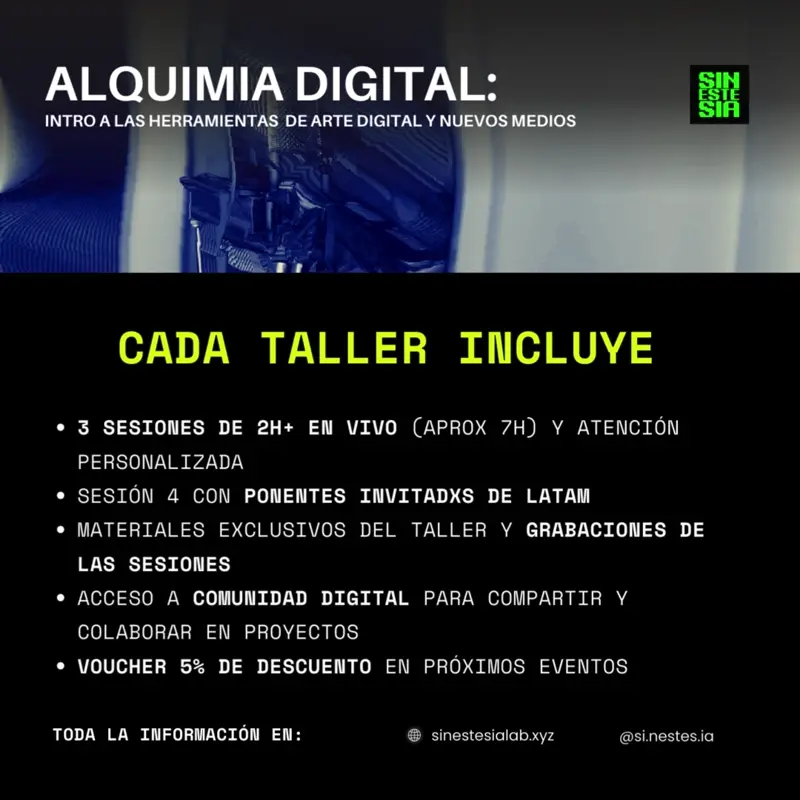 ALQUIMIA DIGITAL:
INTRO A LAS HERRAMIENTAS DE ARTE DIGITAL Y NUEVOS MEDIOS
SIN
ESTE
SIA
CADA TALLER INCLUYE
• 3 SESIONES DE 2H+ EN VIVO (APROX 7H) Y ATENCIÓN
PERSONALIZADA
• SESIÓN 4 CON PONENTES INVITADXS DE LATAM
• MATERIALES EXCLUSIVOS DEL TALLER Y GRABACIONES DE
LAS SESIONES
• ACCESO A COMUNIDAD DIGITAL PARA COMPARTIR Y
COLABORAR EN PROYECTOS
• VOUCHER 5% DE DESCUENTO EN PRÓXIMOS EVENTOS
TODA LA INFORMACIÓN EN: sinestesialab.xyz @si.nestes.ia